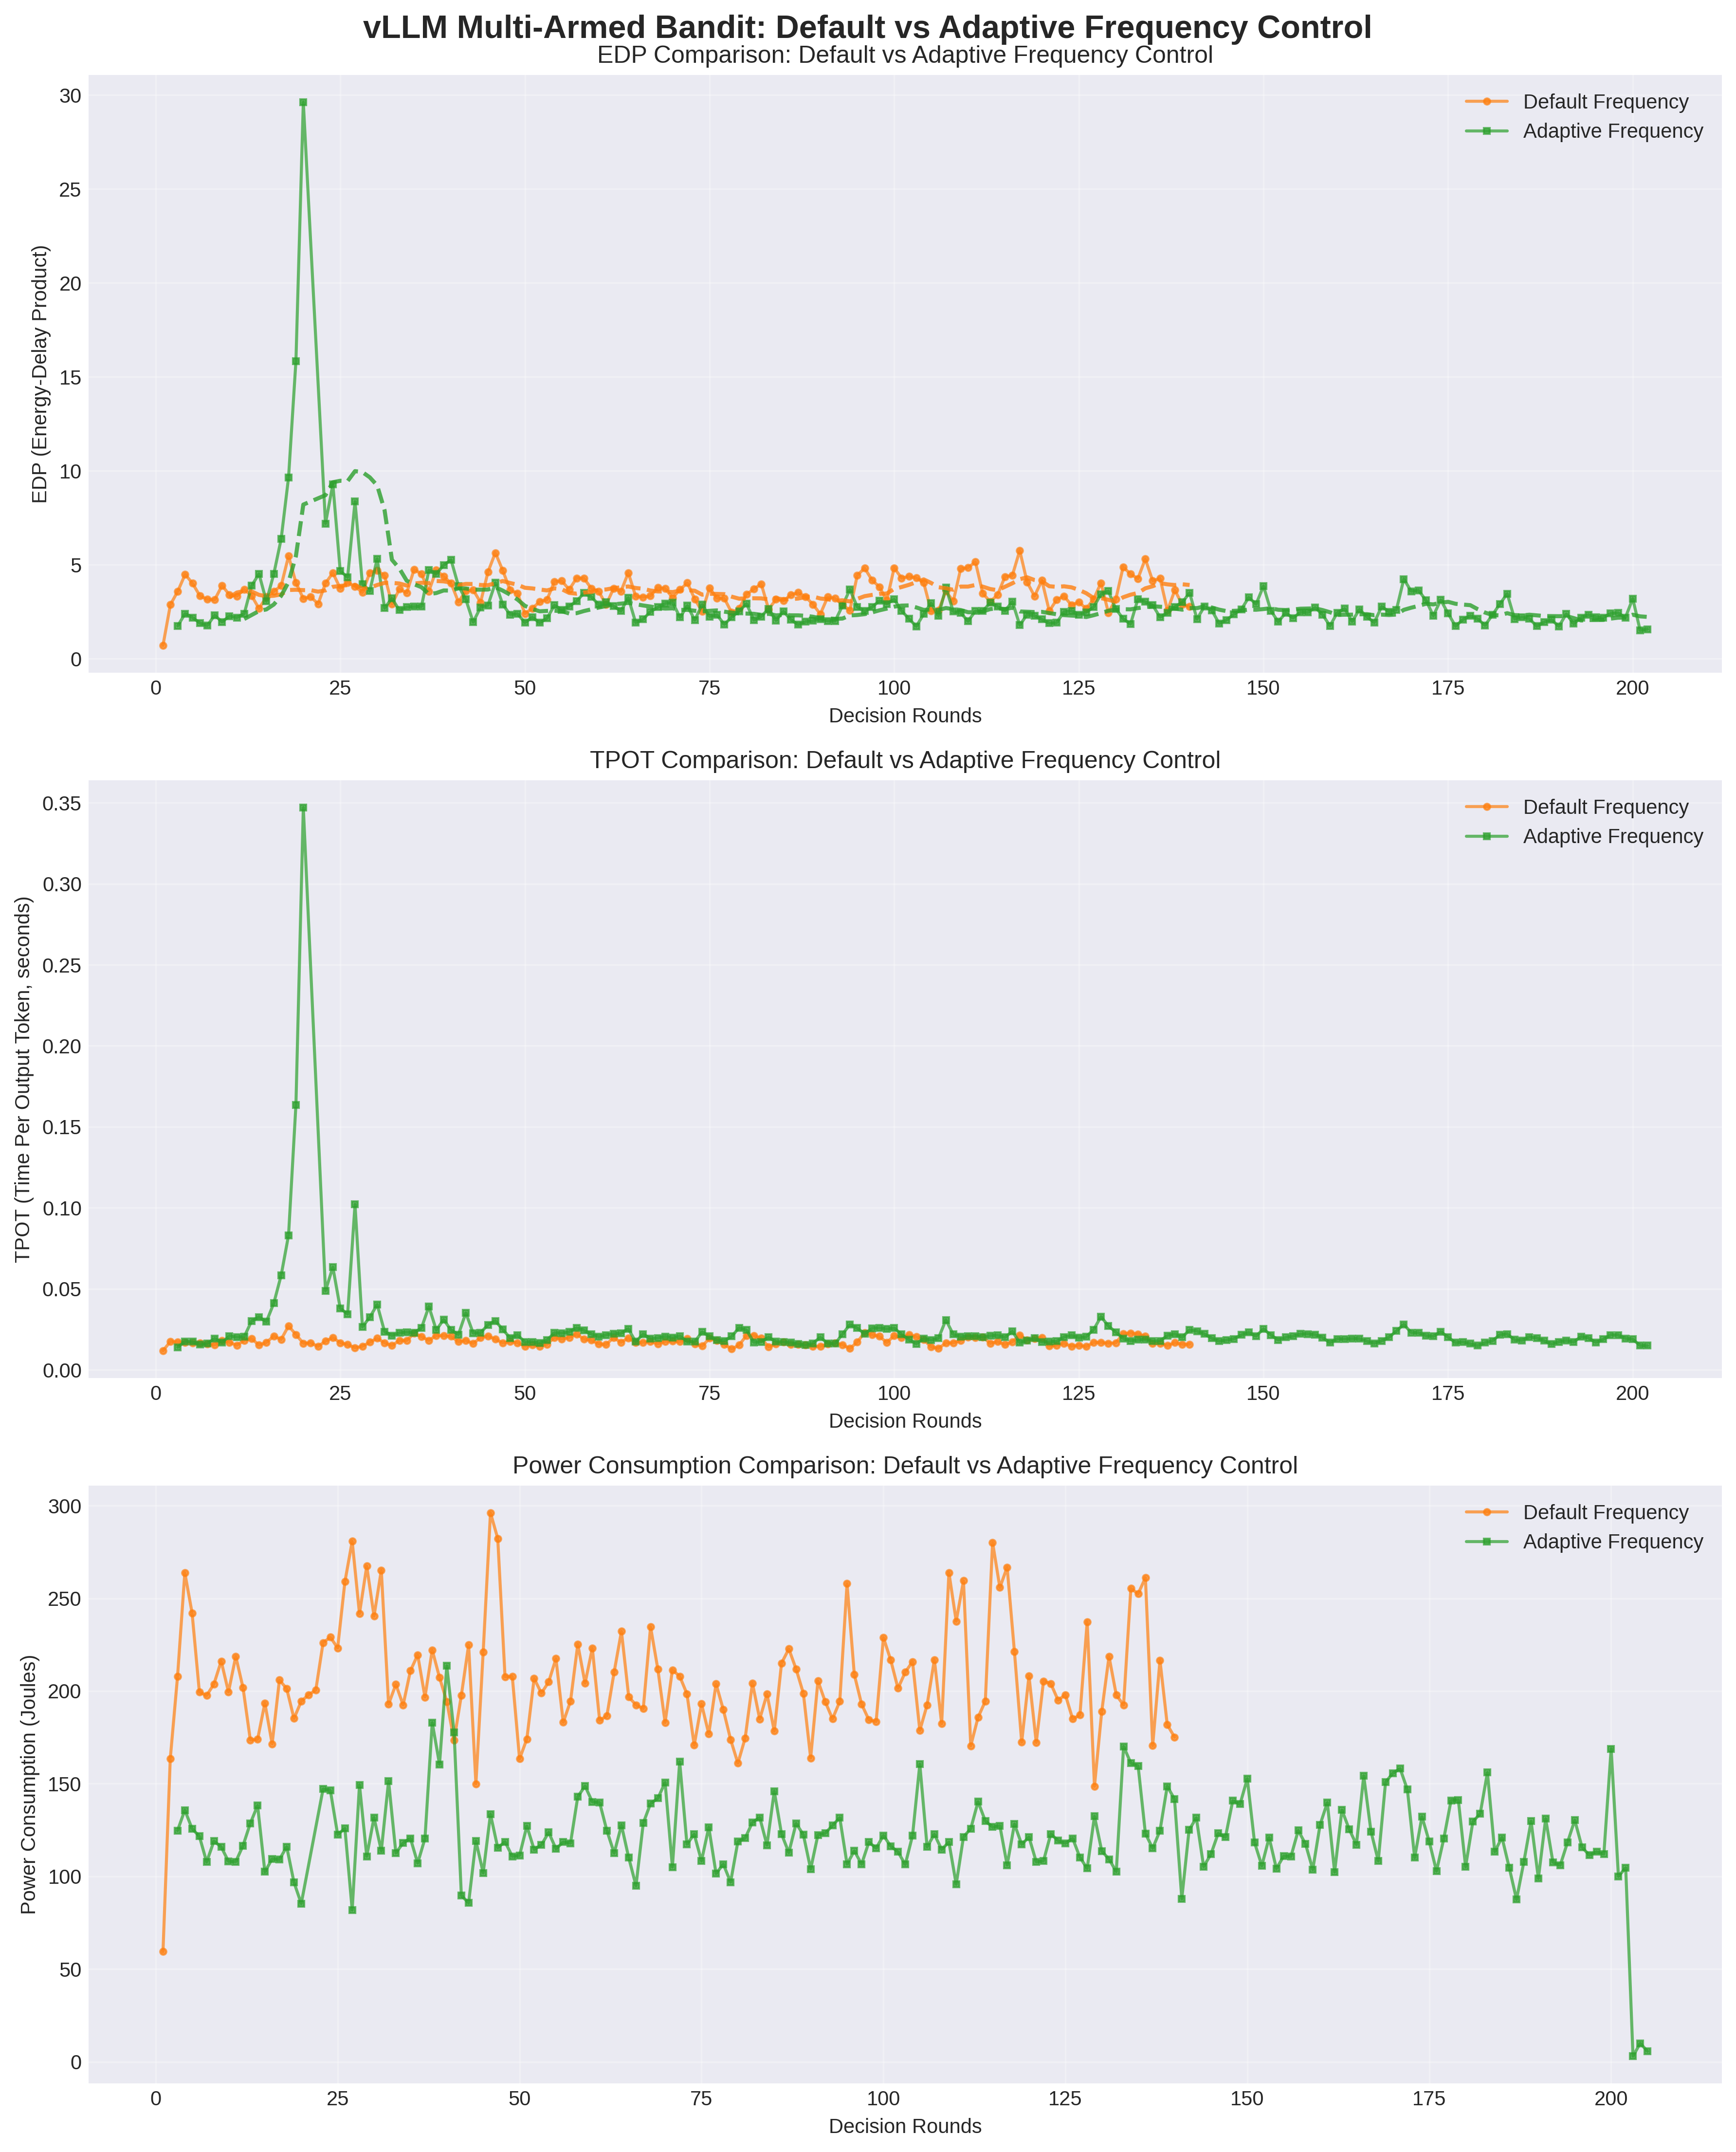 vLLM Multi-Armed Bandit: Default vs Adaptive Frequency Control
EDP Comparison: Default vs Adaptive Frequency Control
30
25
20
15
10
5
0
EDP (Energy-Delay Product)
Default Frequency
Adaptive Frequency
0 25 50 75 100 125 150 175 200
Decision Rounds
TPOT Comparison: Default vs Adaptive Frequency Control
0.35
0.30
0.25
0.20
0.15
0.10
0.05
0.00
TPOT (Time Per Output Token, seconds)
Default Frequency
Adaptive Frequency
0 25 50 75 100 125 150 175 200
Decision Rounds
Power Consumption Comparison: Default vs Adaptive Frequency Control
300
250
200
150
100
50
0
Power Consumption (Joules)
Default Frequency
Adaptive Frequency
0 25 50 75 100 125 150 175 200
Decision Rounds